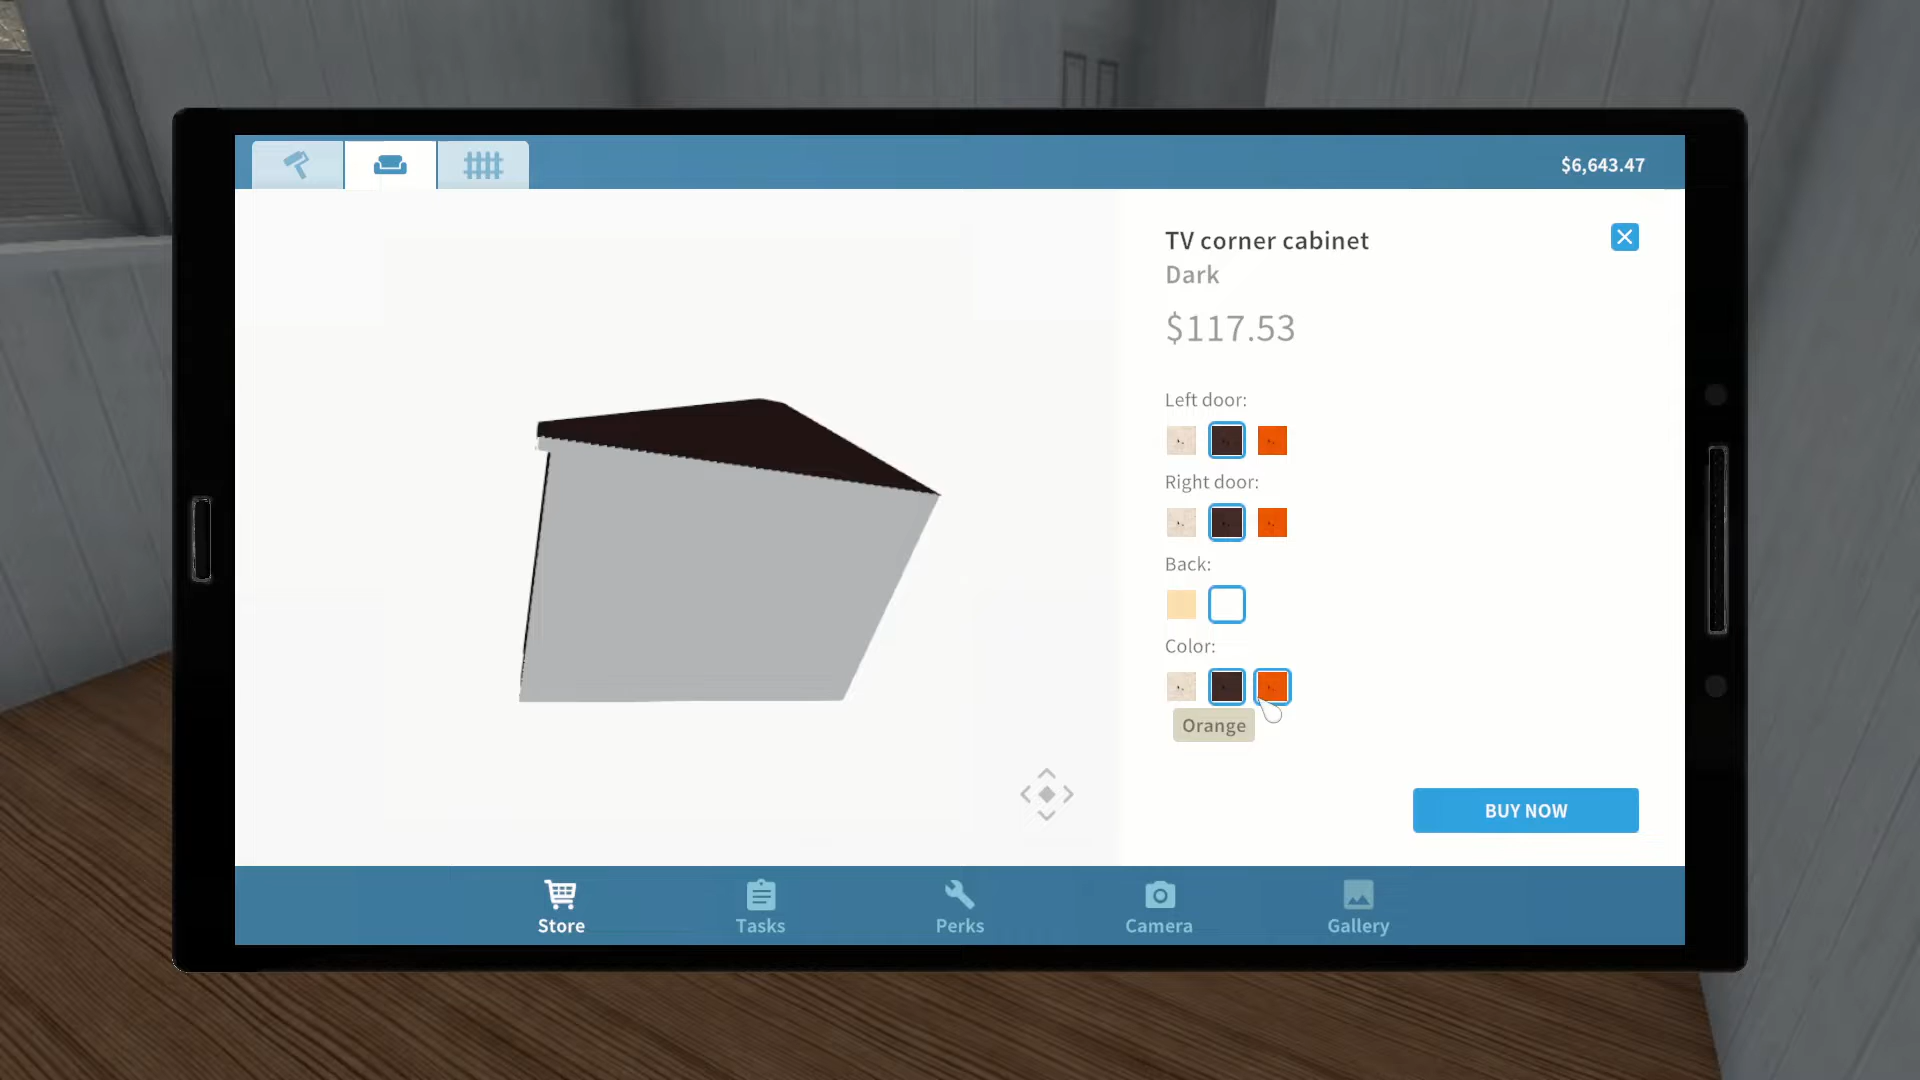 $6,643.47
TV corner cabinet
Dark
$117.53
Left door:
Right door:
Back:
Color:
Orange
BUY NOW
Store
Tasks
Perks
Camera
Gallery